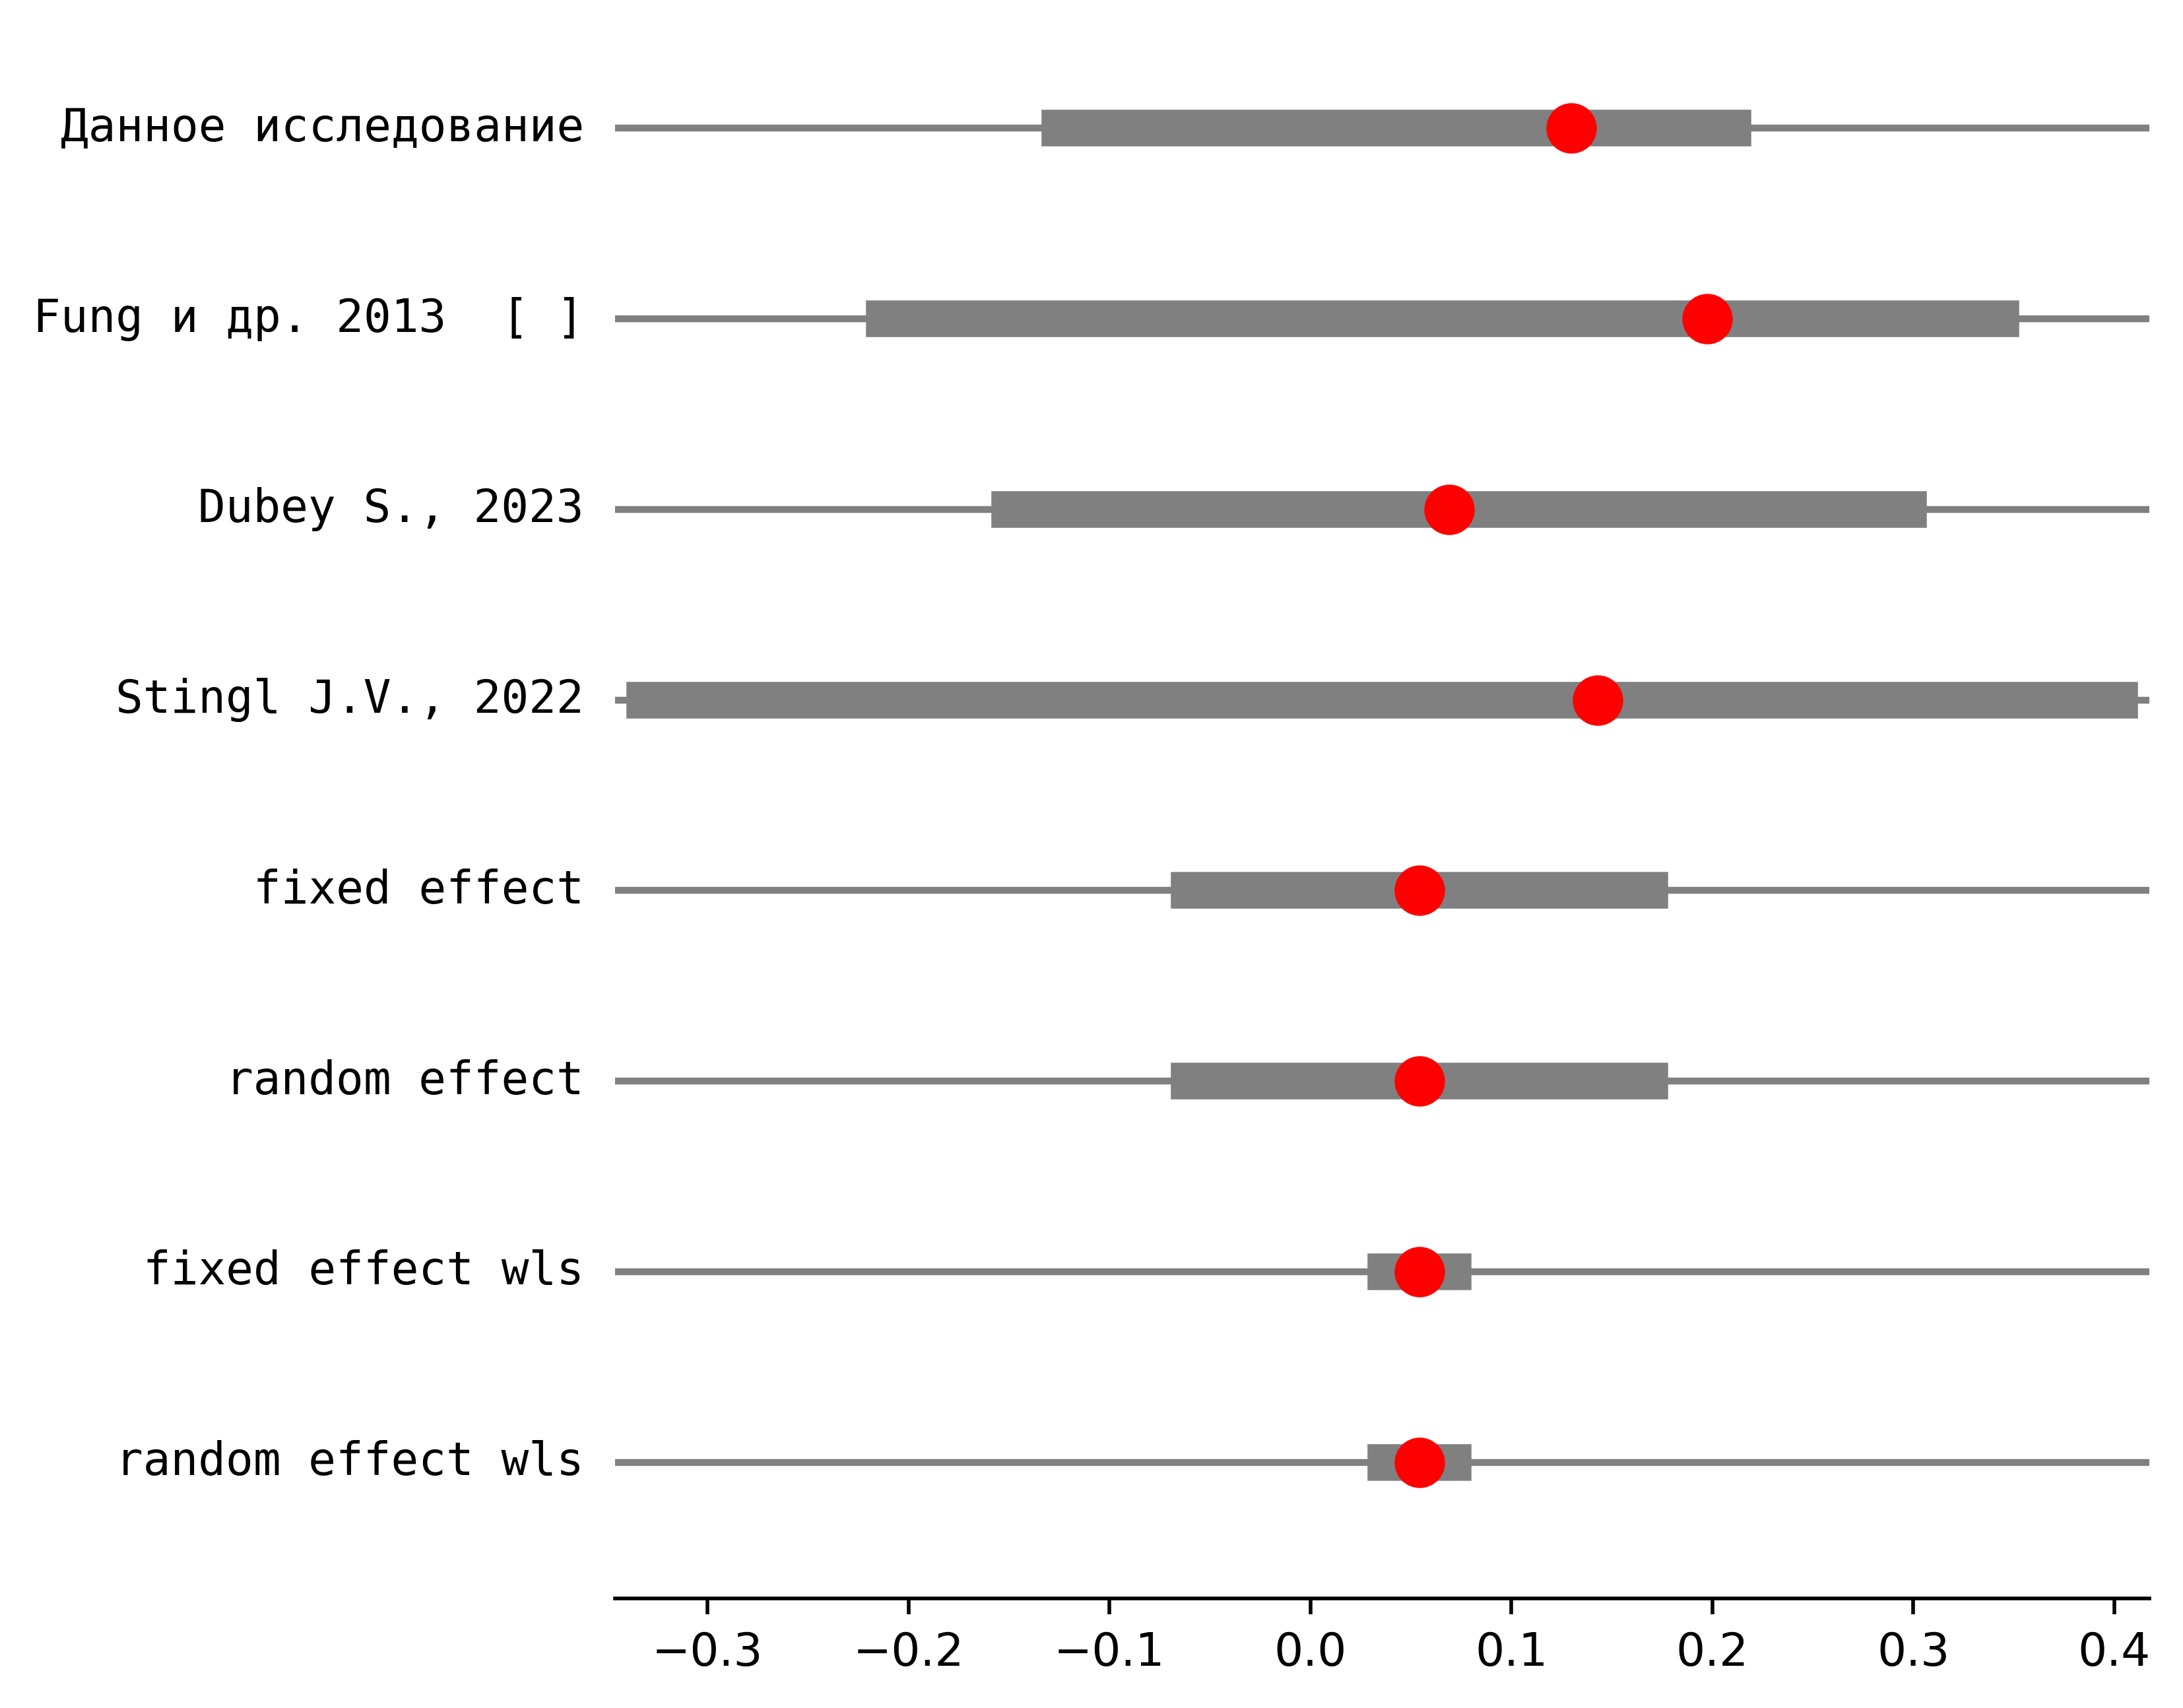 Данное исследование
Fung и др. 2013  [ ]
Dubey S., 2023
Stingl J.V., 2022
fixed effect
random effect
fixed effect wls
random effect wls
−0.3 −0.2 −0.1 0.0 0.1 0.2 0.3 0.4